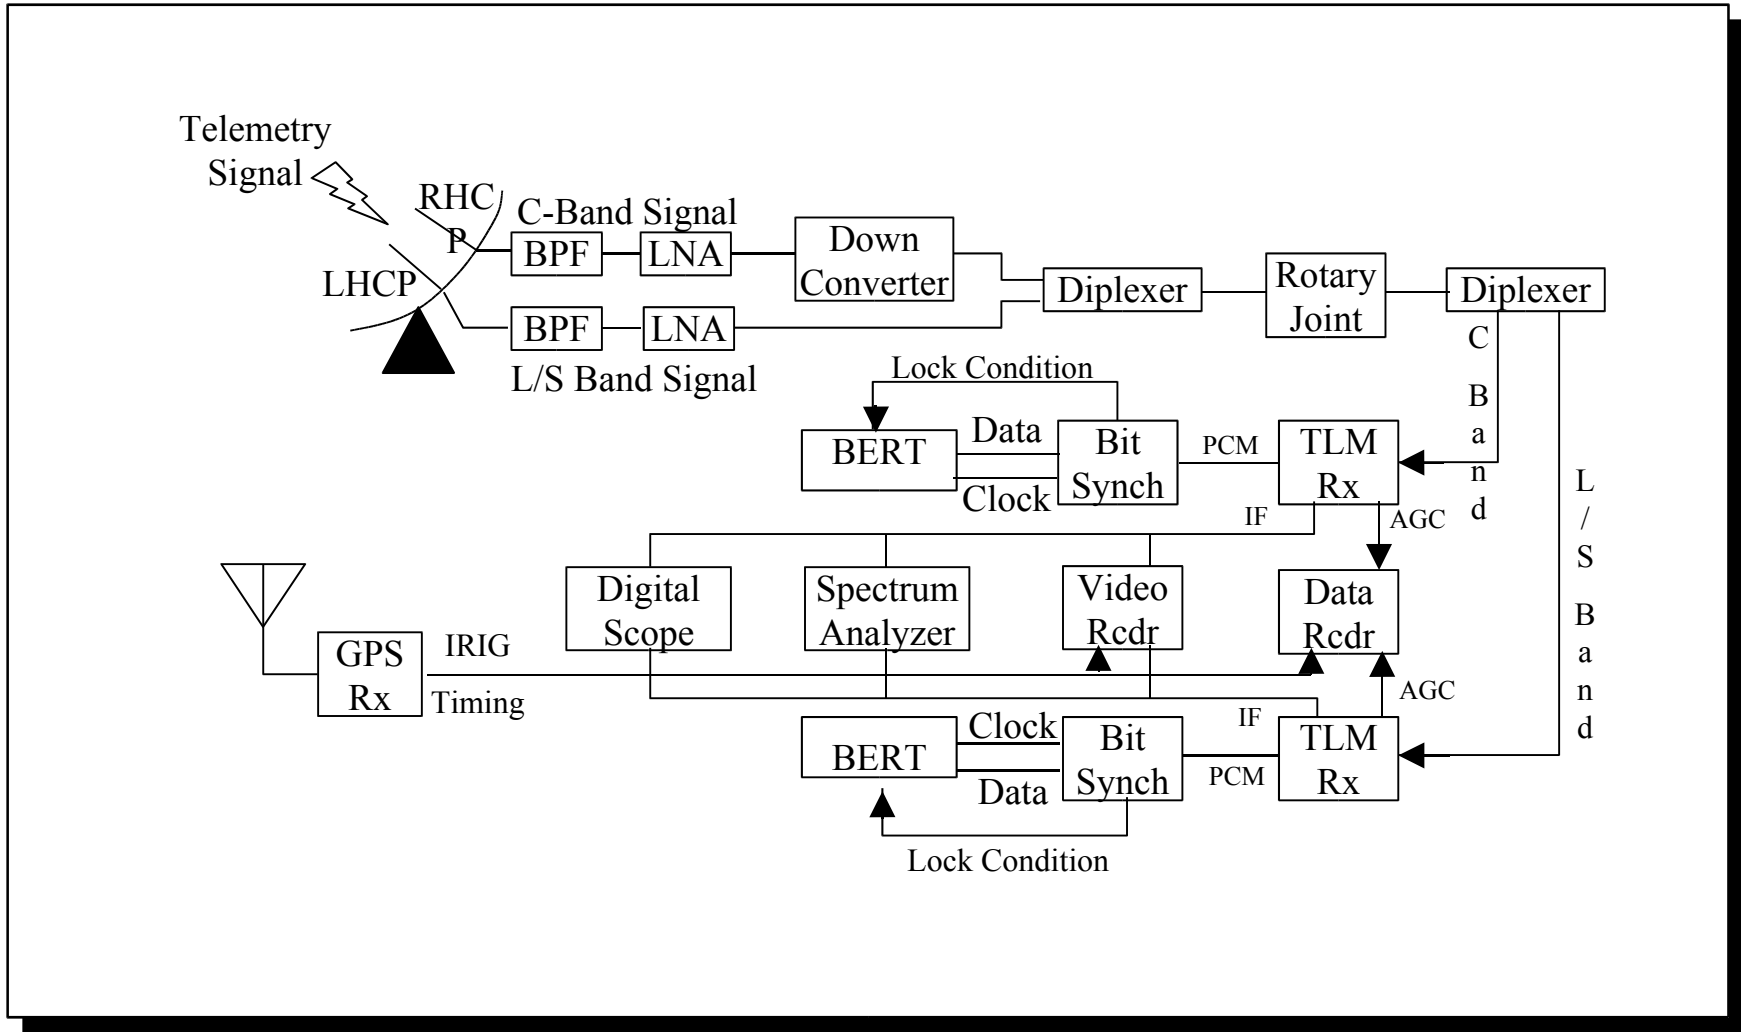 Telemetry
Signal
RHC
P
LHCP
C-Band Signal
BPF
LNA
Down
Converter
BPF
LNA
L/S Band Signal
Diplexer
Rotary
Joint
Diplexer
C
B
a
n
d
L
/
S
B
a
n
d
Lock Condition
BERT
Data
Clock
Bit
Synch
PCM
TLM
Rx
IF
AGC
Digital
Scope
Spectrum
Analyzer
Video
Rcdr
Data
Rcdr
GPS
Rx
IRIG
Timing
AGC
IF
BERT
Clock
Data
Bit
Synch
PCM
TLM
Rx
Lock Condition